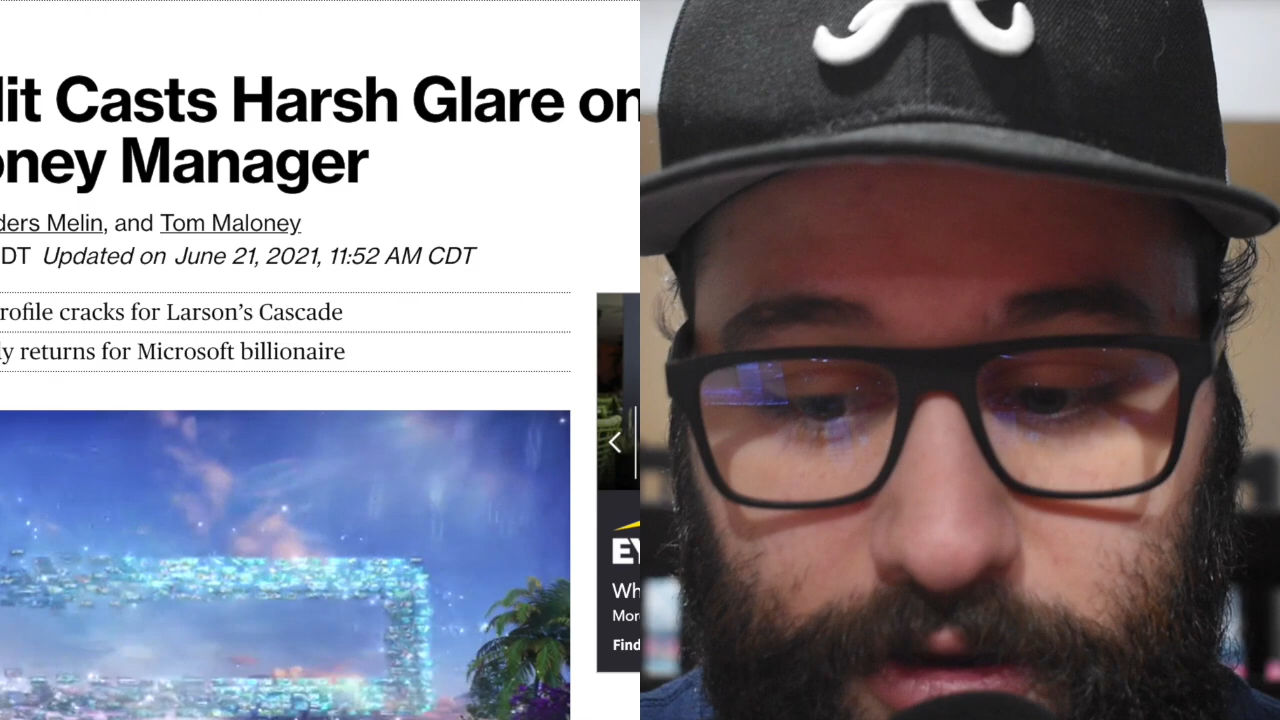 lit Casts Harsh Glare on
oney Manager
ders Melin, and Tom Maloney
DT Updated on June 21, 2021, 11:52 AM CDT
rofile cracks for Larson’s Cascade
ly returns for Microsoft billionaire
EY
Wh
Mor
Find